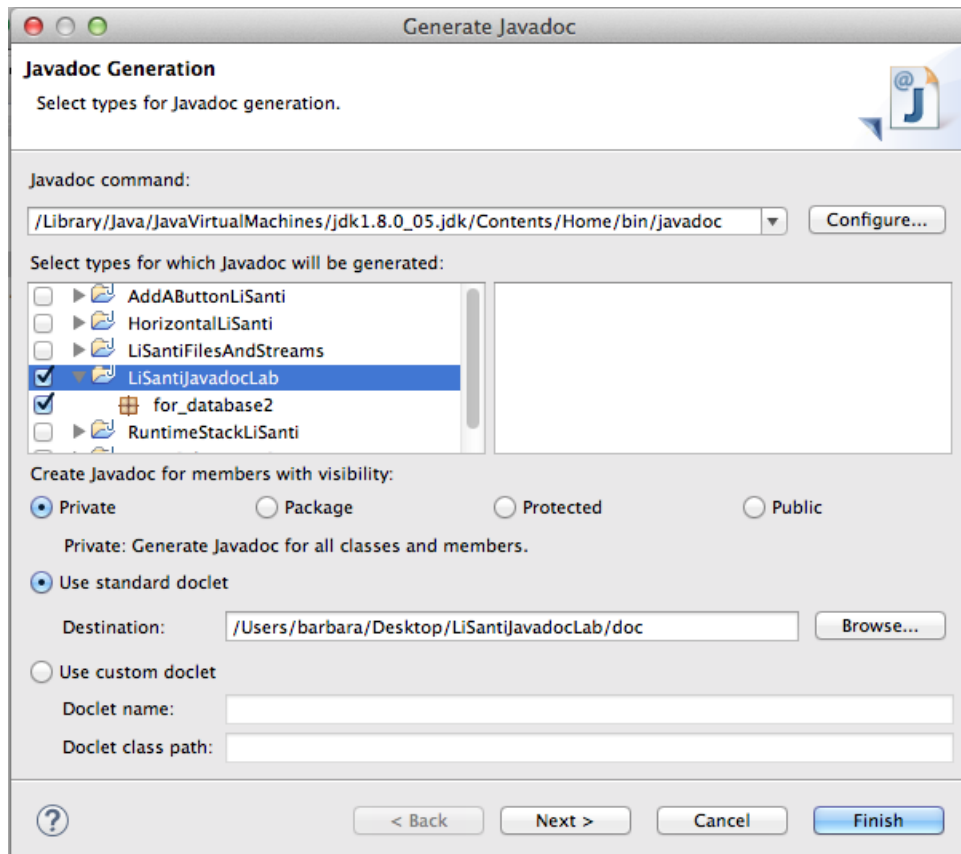 Generate Javadoc
Javadoc Generation
Select types for Javadoc generation.
@
J
Javadoc command:
/Library/Java/JavaVirtualMachines/jdk1.8.0_05.jdk/Contents/Home/bin/javadoc
Configure...
Select types for which Javadoc will be generated:
AddAButtonLiSanti
HorizontalLiSanti
LiSantiFilesAndStreams
LiSantiJavadocLab
for_database2
RuntimeStackLiSanti
Create Javadoc for members with visibility:
Private Package Protected Public
Private: Generate Javadoc for all classes and members.
Use standard doclet
Destination: /Users/barbara/Desktop/LiSantiJavadocLab/doc Browse...
Use custom doclet
Doclet name:
Doclet class path:
? < Back Next > Cancel Finish